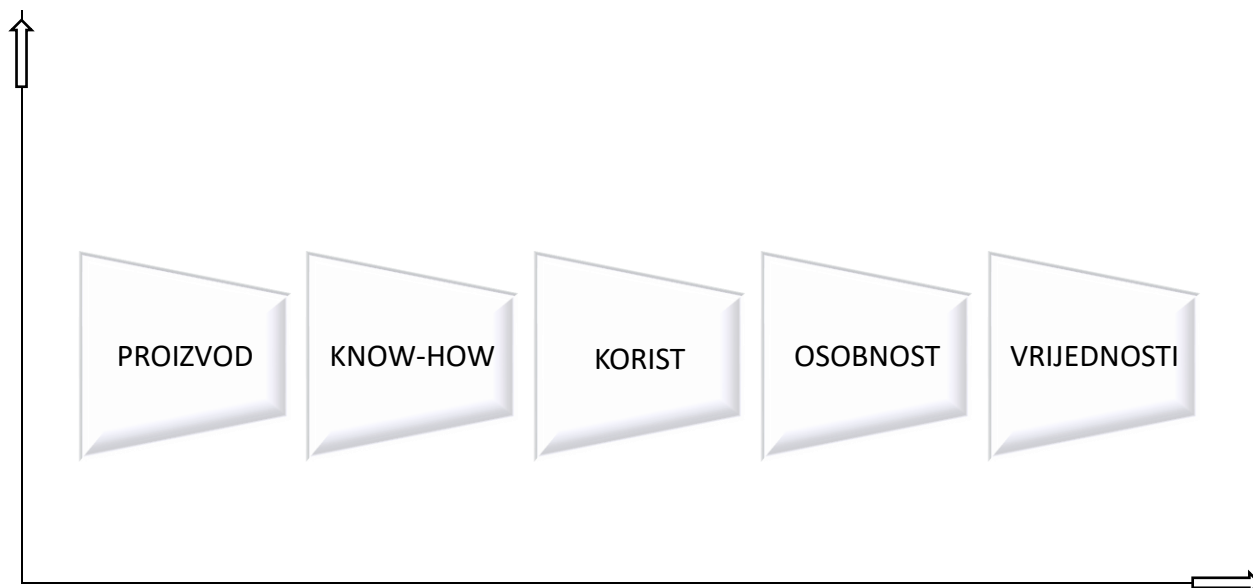 PROIZVOD
KNOW-HOW
KORIST
OSOBNOST
VRIJEDNOSTI